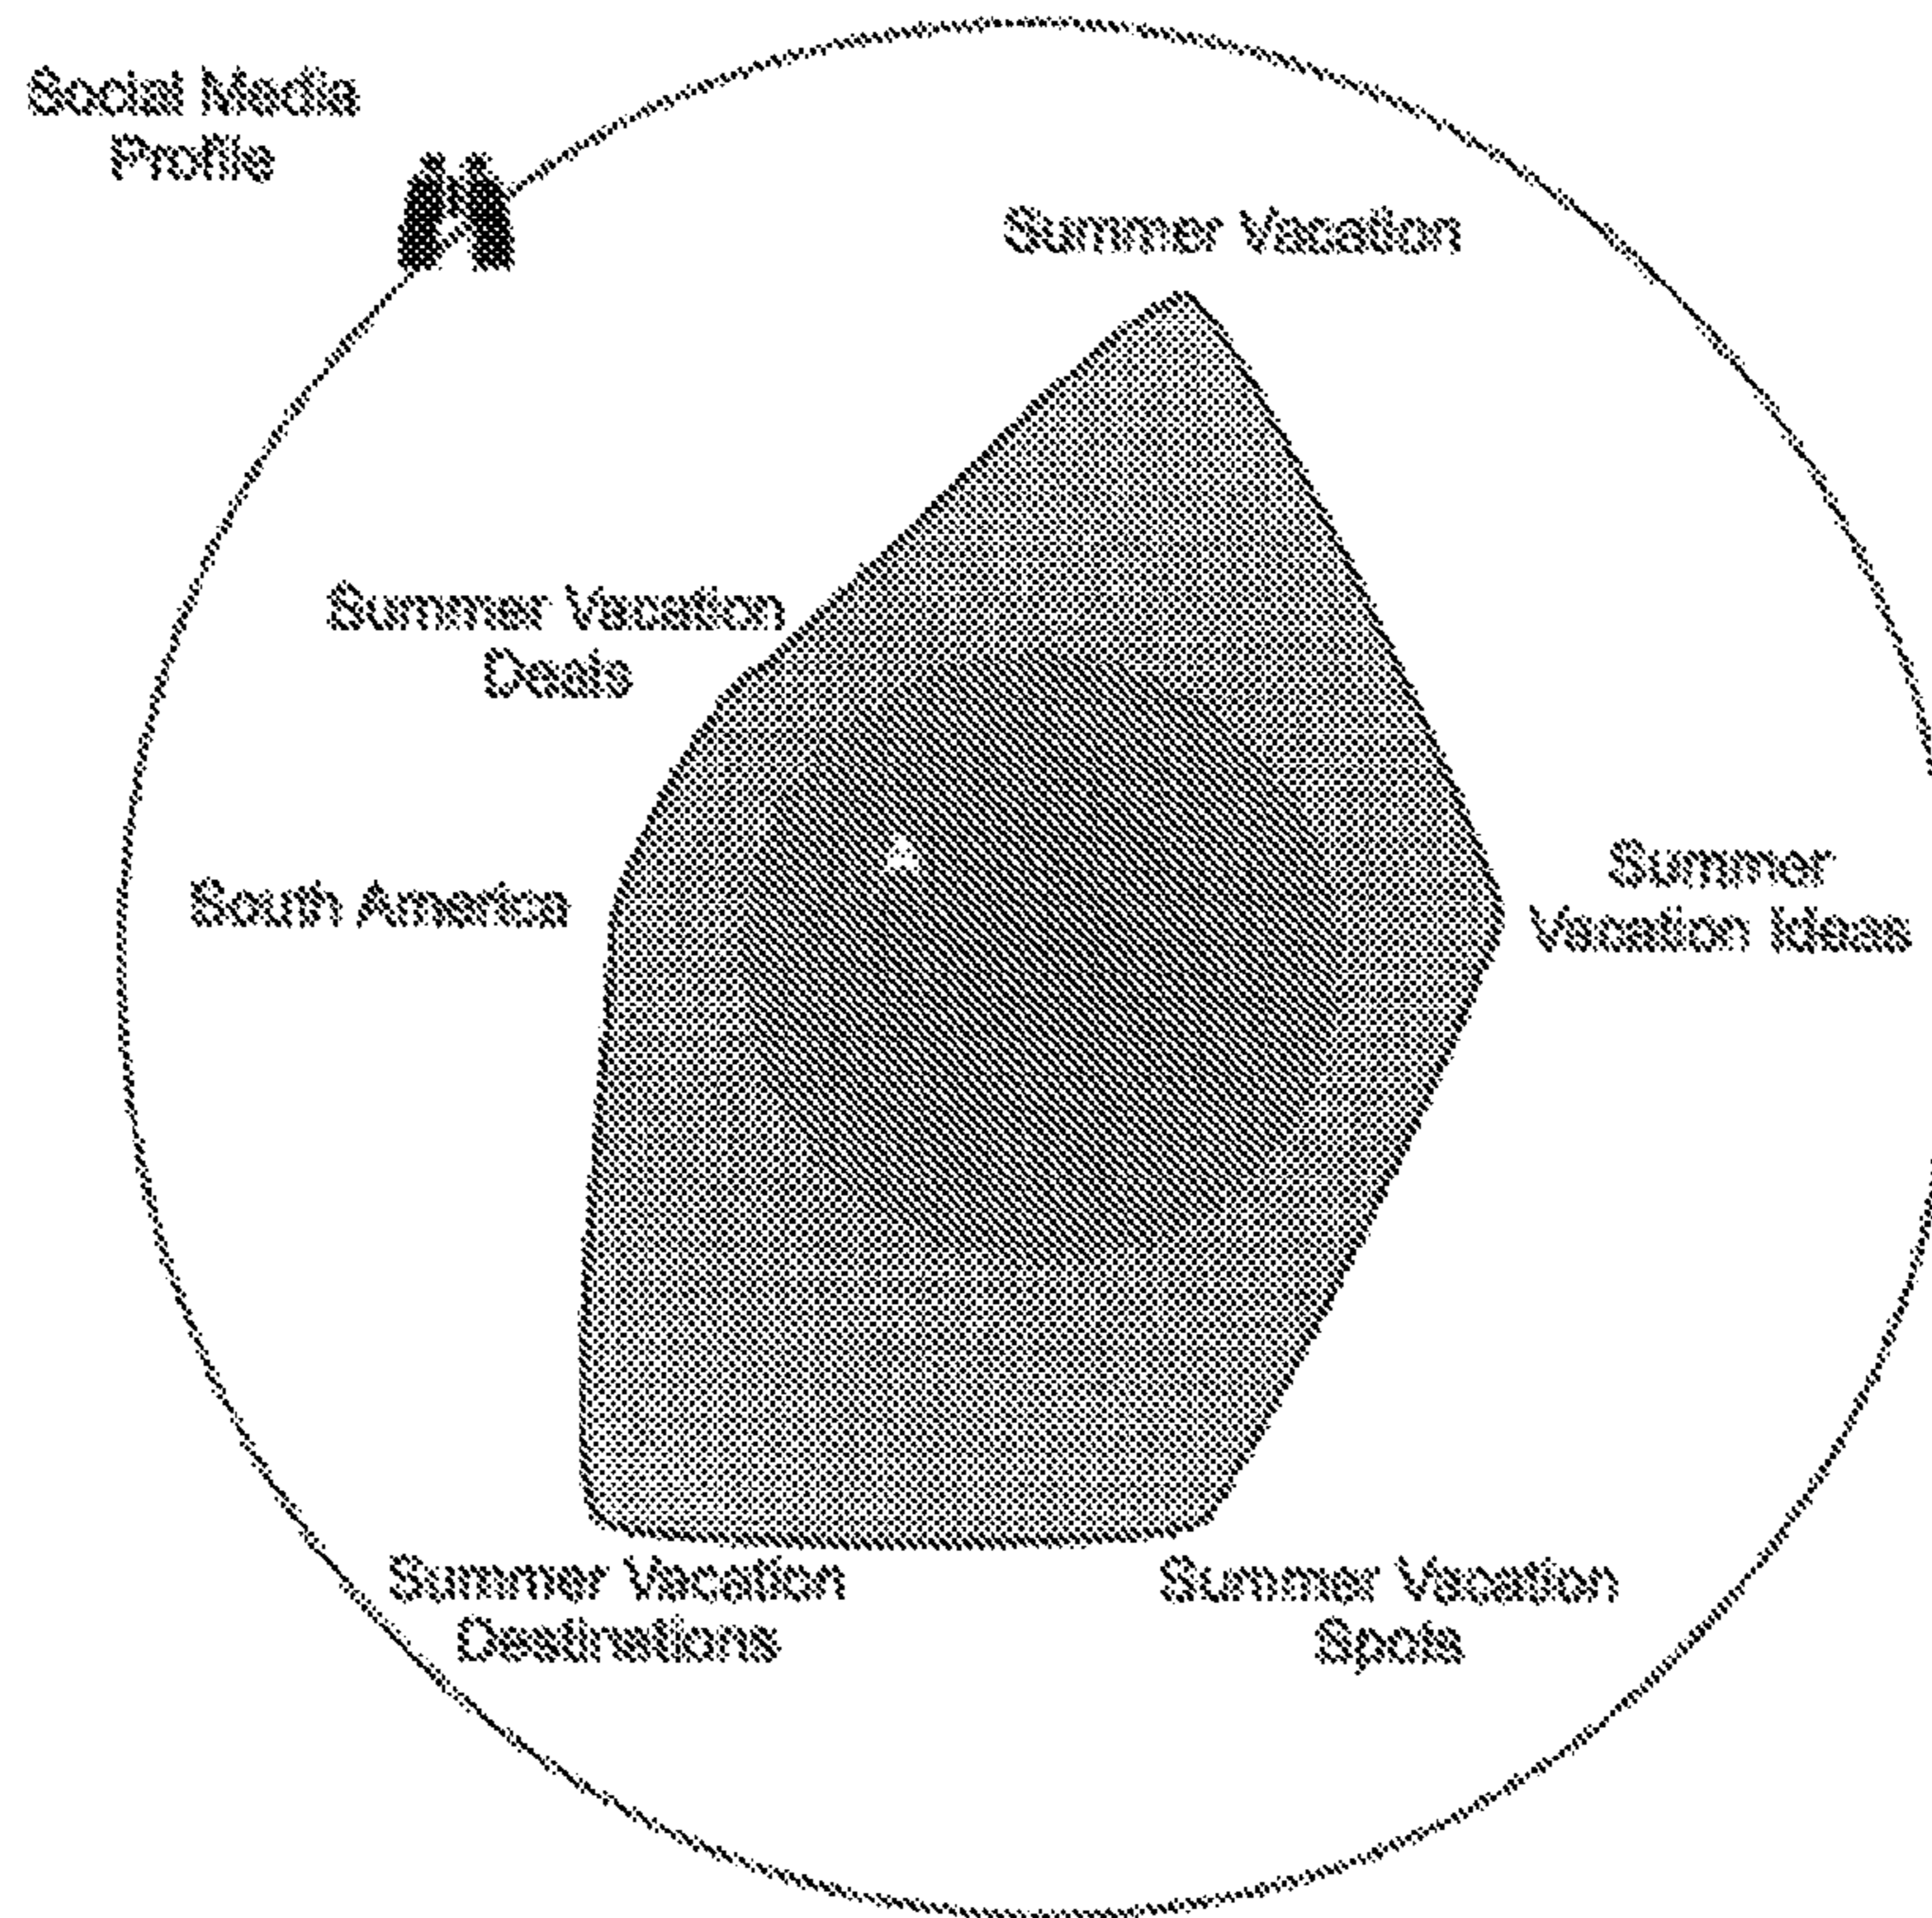 Social Media
Profile
Summer Vacation
Summer Vacation
Deals
A
South America
Summer
Vacation Ideas
Summer Vacation
Destinations
Summer Vacation
Spots